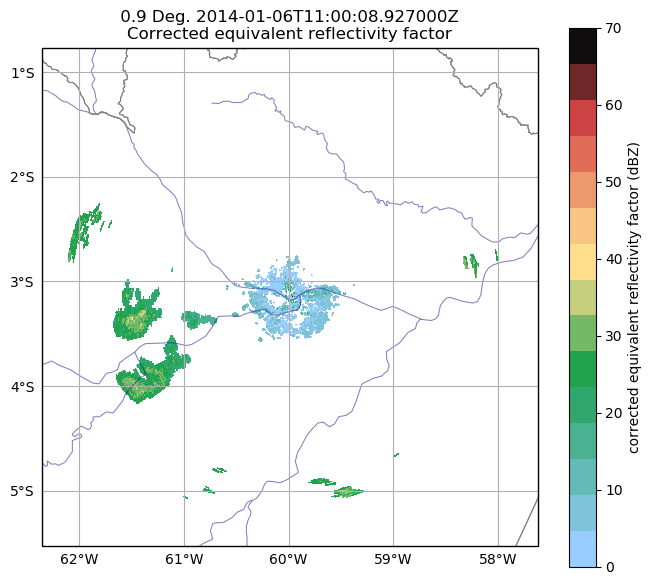 0.9 Deg. 2014-01-06T11:00:08.927000Z
Corrected equivalent reflectivity factor
1°S
2°S
3°S
4°S
5°S
62°W 61°W 60°W 59°W 58°W
70
60
50
40
30
20
10
0
corrected equivalent reflectivity factor (dBZ)